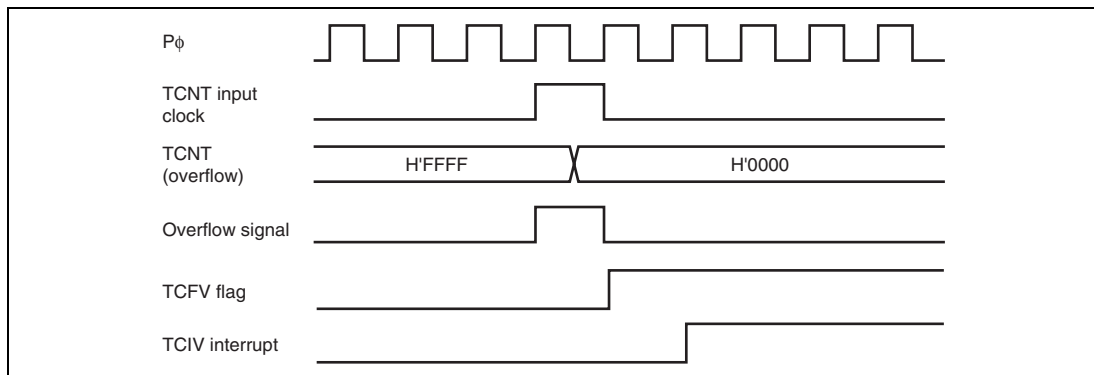 Pϕ
TCNT input
clock
TCNT
(overflow)
H'FFFF
H'0000
Overflow signal
TCFV flag
TCIV interrupt